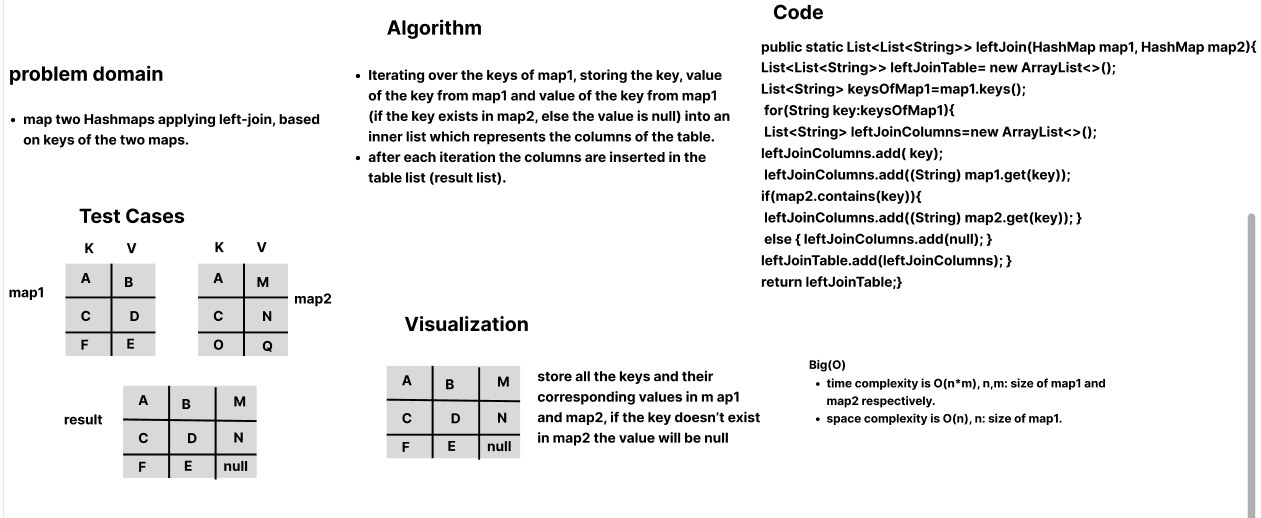 problem domain
• map two Hashmaps applying left-join, based
on keys of the two maps.
Test Cases
K V
map1
A B
C D
F E
K V
map2
A M
C N
O Q
result
A B M
C D N
F E null
Algorithm
• Iterating over the keys of map1, storing the key, value
of the key from map1 and value of the key from map1
(if the key exists in map2, else the value is null) into an
inner list which represents the columns of the table.
• after each iteration the columns are inserted in the
table list (result list).
Visualization
A B M
C D N
F E null
store all the keys and their
corresponding values in m ap1
and map2, if the key doesn't exist
in map2 the value will be null
Code
public static List<List<String>> leftJoin(HashMap map1, HashMap map2){
List<List<String>> leftJoinTable= new ArrayList<>();
List<String> keysOfMap1=map1.keys();
for(String key:keysOfMap1){
List<String> leftJoinColumns=new ArrayList<>();
leftJoinColumns.add( key);
leftJoinColumns.add((String) map1.get(key));
if(map2.contains(key)){
leftJoinColumns.add((String) map2.get(key)); }
else { leftJoinColumns.add(null); }
leftJoinTable.add(leftJoinColumns); }
return leftJoinTable;}
Big(O)
• time complexity is O(n*m), n,m: size of map1 and
map2 respectively.
• space complexity is O(n), n: size of map1.